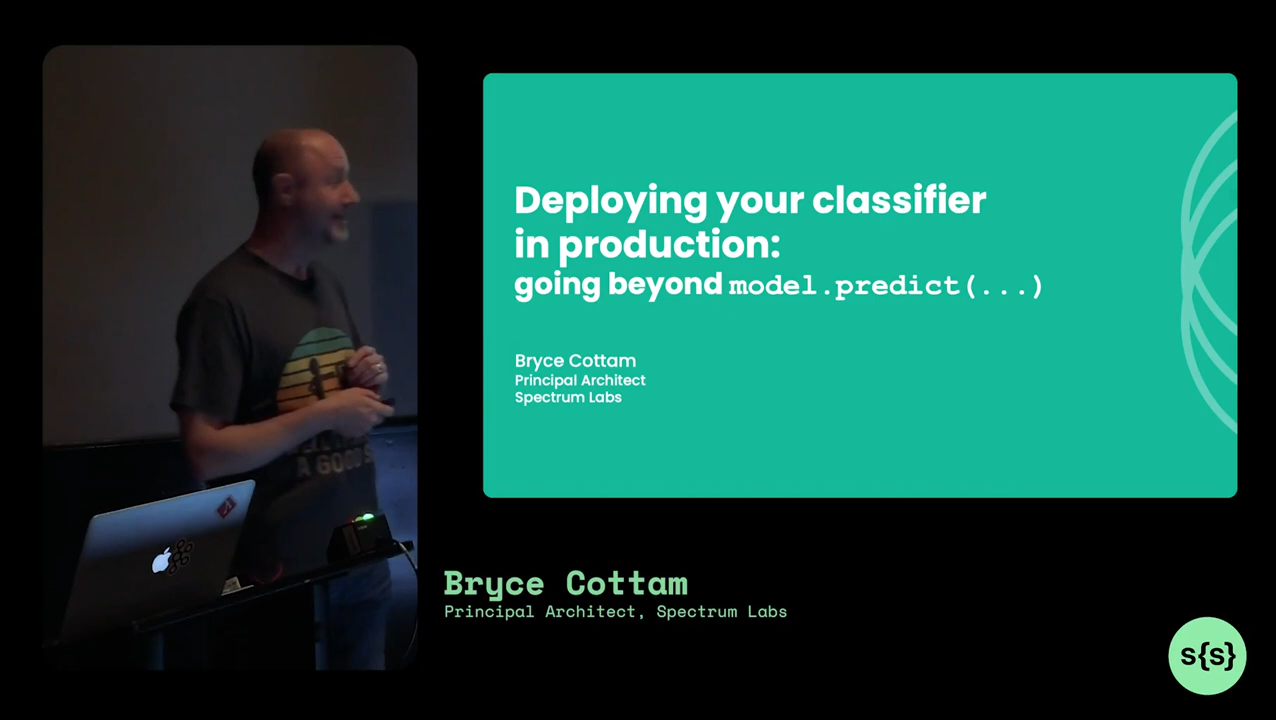 Deploying your classifier
in production:
going beyond model.predict(...)
Bryce Cottam
Principal Architect
Spectrum Labs
A GOOD S
Bryce Cottam
Principal Architect, Spectrum Labs
s{s}